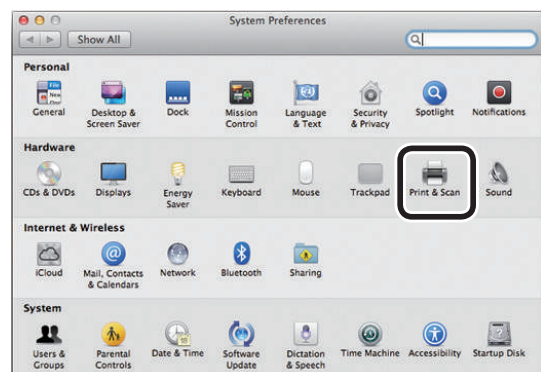 System Preferences
Show All
Personal
General
Desktop &
Screen Saver
Dock
Mission
Control
Language
& Text
Security
& Privacy
Spotlight
Notifications
Hardware
CDs & DVDs
Displays
Energy
Saver
Keyboard
Mouse
Trackpad
Print & Scan
Sound
Internet & Wireless
iCloud
Mail, Contacts
& Calendars
Network
Bluetooth
Sharing
System
Users &
Groups
Parental
Controls
Date & Time
Software
Update
Dictation
& Speech
Time Machine
Accessibility
Startup Disk